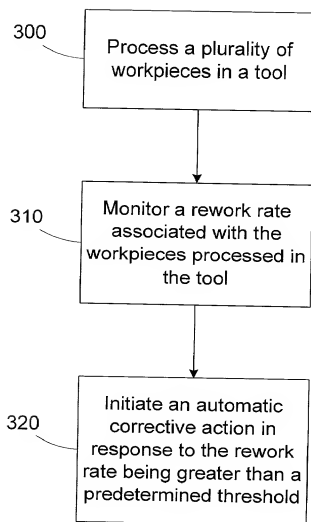 300
Process a plurality of
workpieces in a tool
310
Monitor a rework rate
associated with the
workpieces processed in
the tool
320
Initiate an automatic
corrective action in
response to the rework
rate being greater than a
predetermined threshold